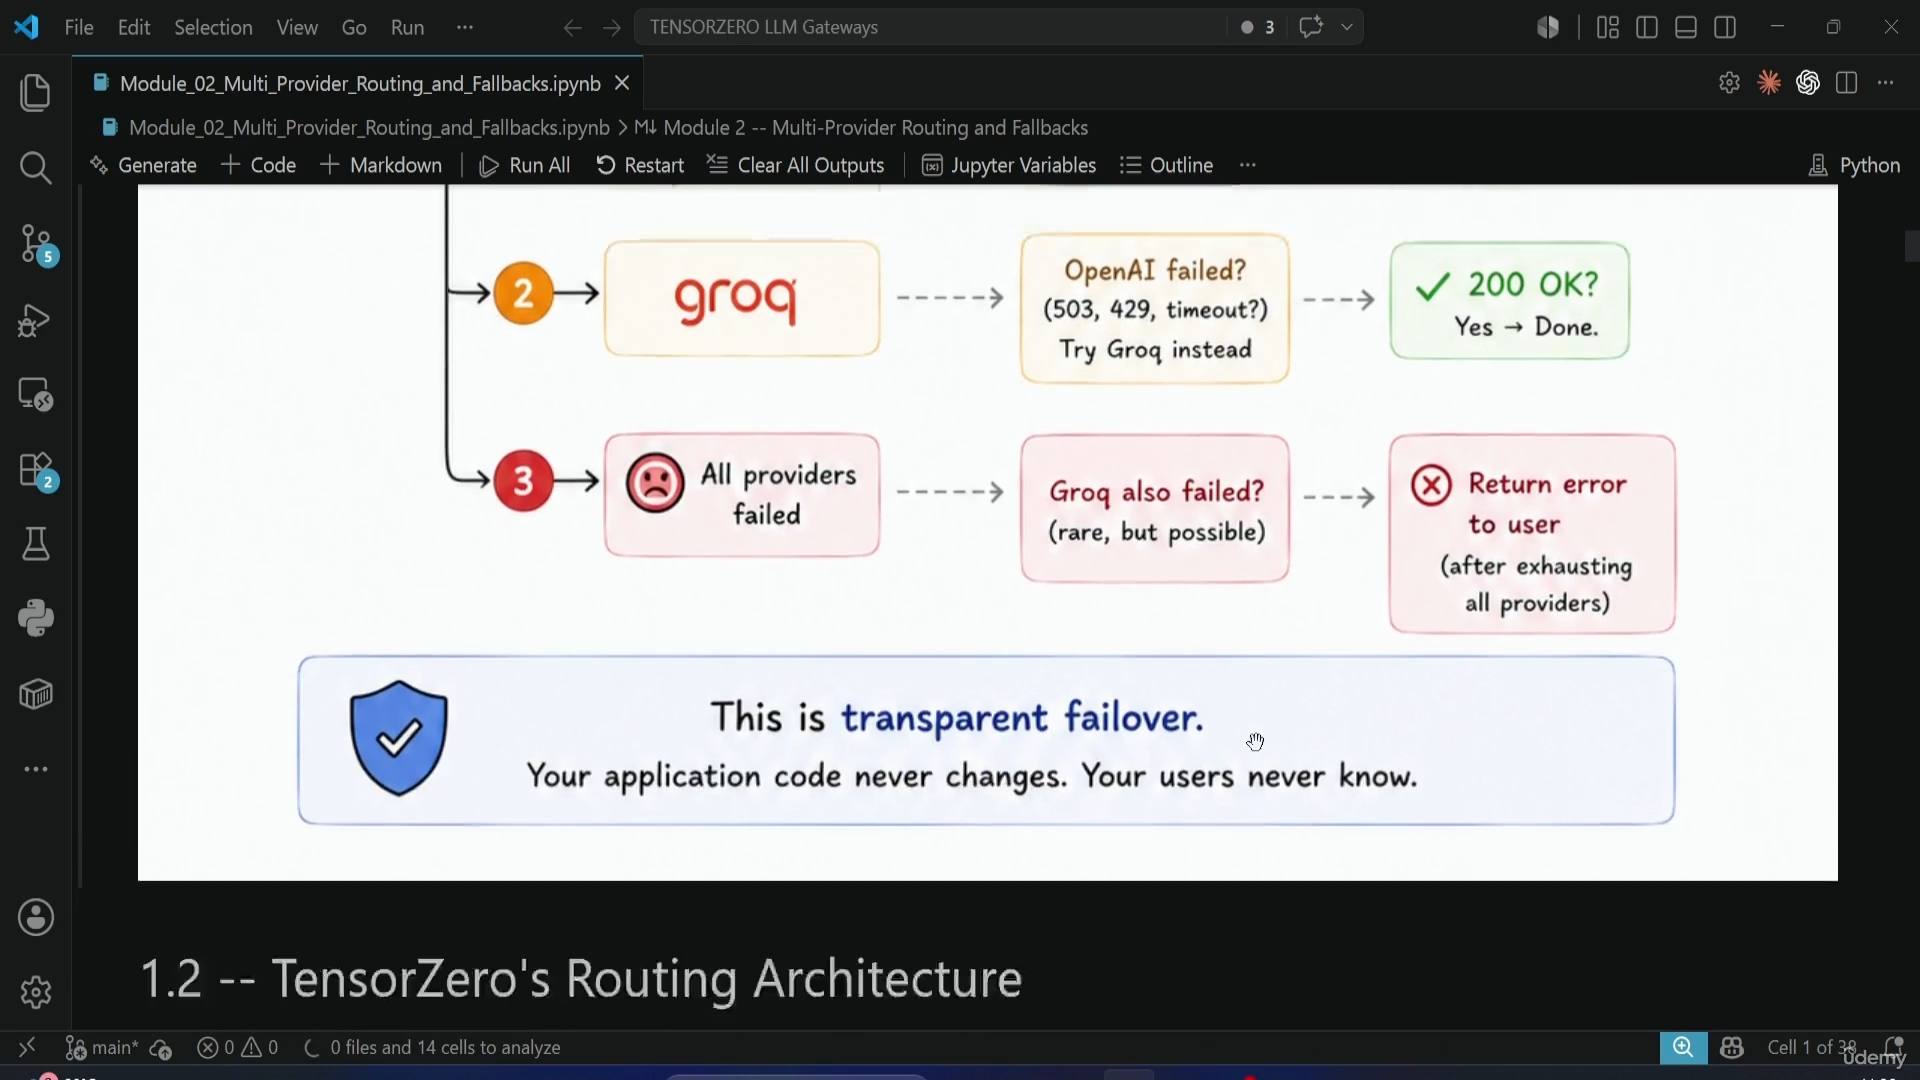 File Edit Selection View Go Run ···
TENSORZERO LLM Gateways
3
Module_02_Multi_Provider_Routing_and_Fallbacks.ipynb
Module_02_Multi_Provider_Routing_and_Fallbacks.ipynb > M↓ Module 2 -- Multi-Provider Routing and Fallbacks
Generate + Code + Markdown Run All Restart Clear All Outputs Jupyter Variables Outline ··· Python
5
2
2
groq
OpenAI failed?
(503, 429, timeout?)
Try Groq instead
200 OK?
Yes → Done.
3
All providers
failed
Groq also failed?
(rare, but possible)
Return error
to user
(after exhausting
all providers)
This is transparent failover.
Your application code never changes. Your users never know.
1.2 -- TensorZero's Routing Architecture
main* 0 0 0 files and 14 cells to analyze
Cell 1 of 38
udemy